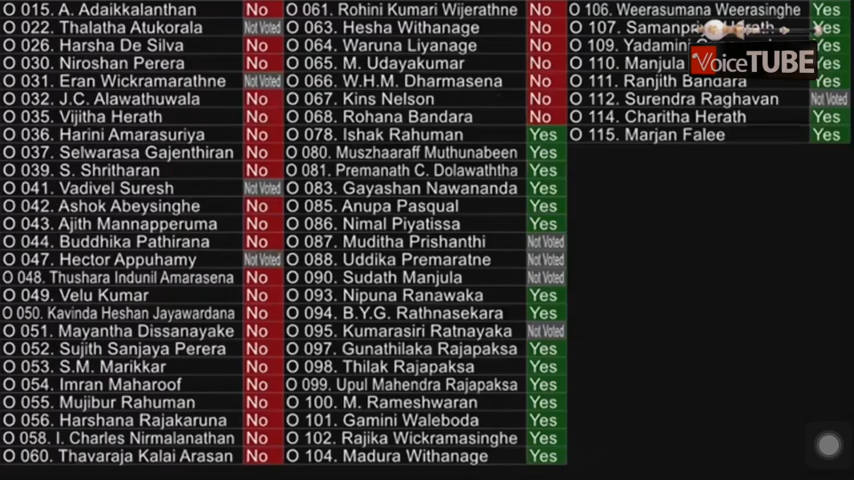 O 015. A. Adaikkalanthan No
O 022. Thalatha Atukorala Not Voted
O 026. Harsha De Silva No
O 030. Niroshan Perera No
O 031. Eran Wickramarathne Not Voted
O 032. J.C. Alawathuwala No
O 035. Vijitha Herath No
O 036. Harini Amarasuriya No
O 037. Selwarasa Gajenthiran No
O 039. S. Shritharan No
O 041. Vadivel Suresh Not Voted
O 042. Ashok Abeysinghe No
O 043. Ajith Mannapperuma No
O 044. Buddhika Pathirana No
O 047. Hector Appuhamy Not Voted
O 048. Thushara Indunil Amarasena No
O 049. Velu Kumar No
O 050. Kavinda Heshan Jayawardana No
O 051. Mayantha Dissanayake No
O 052. Sujith Sanjaya Perera No
O 053. S.M. Marikkar No
O 054. Imran Maharoof No
O 055. Mujibur Rahuman No
O 056. Harshana Rajakaruna No
O 058. I. Charles Nirmalanathan No
O 060. Thavaraja Kalai Arasan No
O 061. Rohini Kumari Wijerathne No
O 063. Hesha Withanage No
O 064. Waruna Liyanage No
O 065. M. Udayakumar No
O 066. W.H.M. Dharmasena No
O 067. Kins Nelson No
O 068. Rohana Bandara No
O 078. Ishak Rahuman Yes
O 080. Muszhaaraff Muthunabeen Yes
O 081. Premanath C. Dolawaththa Yes
O 083. Gayashan Nawananda Yes
O 085. Anupa Pasqual Yes
O 086. Nimal Piyatissa Yes
O 087. Muditha Prishanthi Not Voted
O 088. Uddika Premaratne Not Voted
O 090. Sudath Manjula Not Voted
O 093. Nipuna Ranawaka Yes
O 094. B.Y.G. Rathnasekara Yes
O 095. Kumarasiri Ratnayaka Not Voted
O 097. Gunathilaka Rajapaksa Yes
O 098. Thilak Rajapaksa Yes
O 099. Upul Mahendra Rajapaksa Yes
O 100. M. Rameshwaran Yes
O 101. Gamini Waleboda Yes
O 102. Rajika Wickramasinghe Yes
O 104. Madura Withanage Yes
O 106. Weerasumana Weerasinghe Yes
O 107. Herath Yes
O 109. Yes
O 110. Manjula Yes
O 111. Ranjith Bandara Yes
O 112. Surendra Raghavan Not Voted
O 114. Charitha Herath Yes
O 115. Marjan Falee Yes
VoiceTUBE